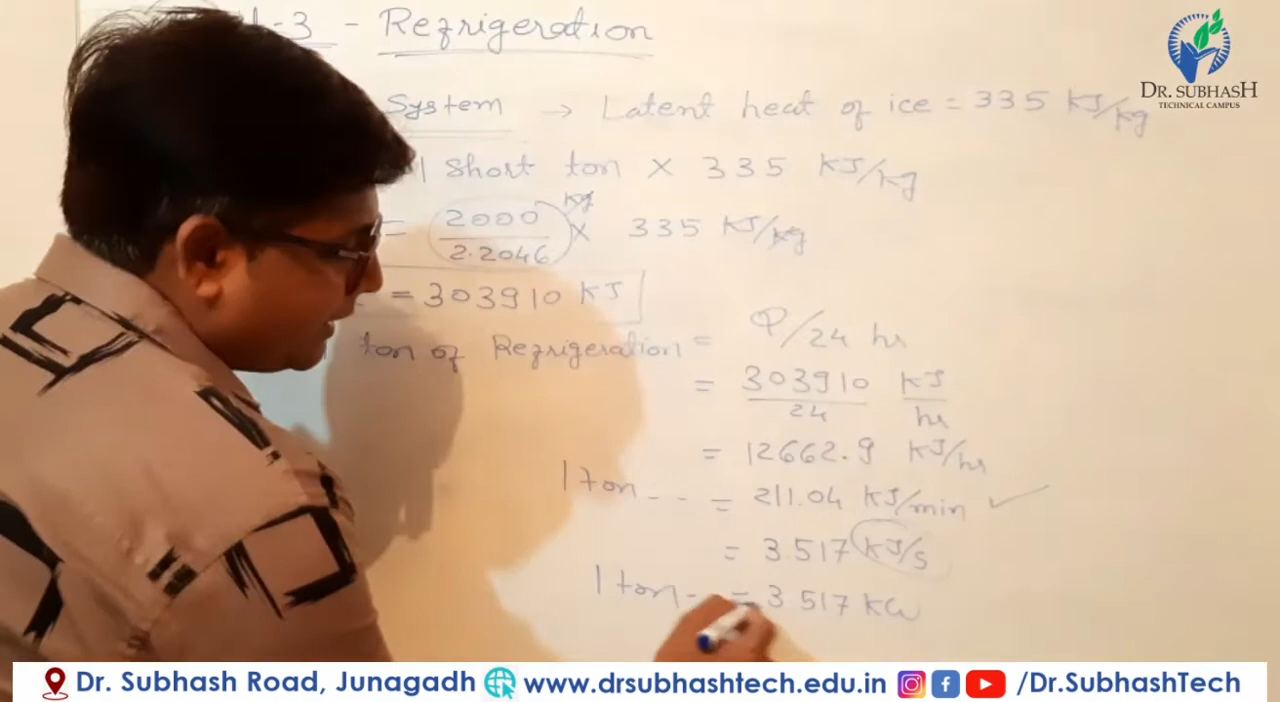 -3 - Refrigeration
System → Latent heat of ice = 335 KJ/kg
1 Short ton × 335 KJ/kg
= 2000/2.2046 kg × 335 KJ/kg
= 303910 KJ
ton of Refrigeration = Q/24 hr
= 303910/24 KJ/hr
= 12662.9 KJ/hr
1 ton - - - = 211.04 KJ/min ✓
= 3.517 KJ/s
1 ton - - = 3.517 KW
DR. SUBHASH
TECHNICAL CAMPUS
Dr. Subhash Road, Junagadh www.drsubhashtech.edu.in /Dr.SubhashTech